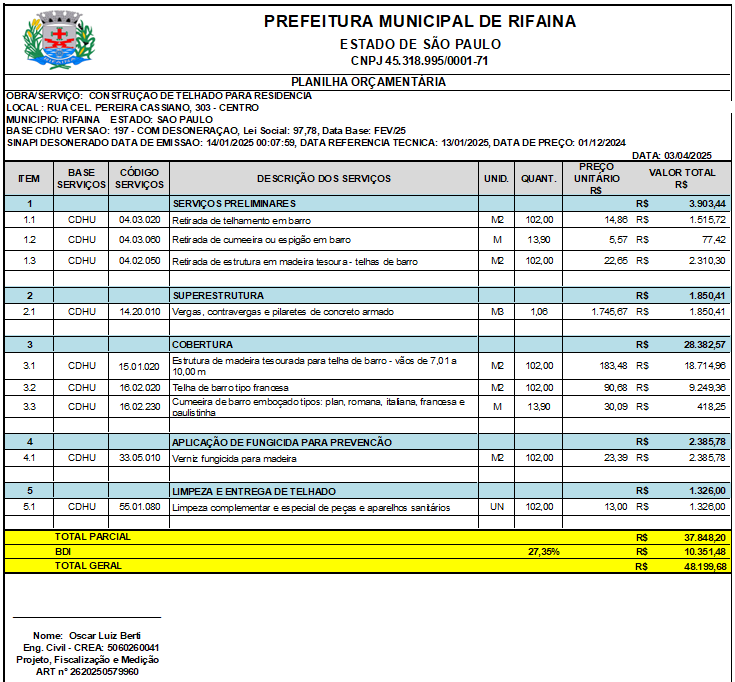 PREFEITURA MUNICIPAL DE RIFAINA
ESTADO DE SÃO PAULO
CNPJ 45.318.995/0001-71
PLANILHA ORÇAMENTÁRIA
OBRA/SERVIÇO: CONSTRUÇAO DE TELHADO PARA RESIDENCIA
LOCAL : RUA CEL. PEREIRA CASSIANO, 303 - CENTRO
MUNICIPIO: RIFAINA ESTADO: SAO PAULO
BASE CDHU VERSAO: 197 - COM DESONERAÇAO, Lei Social: 97,78, Data Base: FEV/25
SINAPI DESONERADO DATA DE EMISSAO: 14/01/2025 00:07:59, DATA REFERENCIA TECNICA: 13/01/2025, DATA DE PREÇO: 01/12/2024
DATA: 03/04/2025
ITEM BASE SERVIÇOS CÓDIGO SERVIÇOS DESCRIÇÃO DOS SERVIÇOS UNID. QUANT. PREÇO UNITÁRIO R$ VALOR TOTAL R$
1 SERVIÇOS PRELIMINARES R$ 3.903,44
1.1 CDHU 04.03.020 Retirada de telhamento em barro M2 102,00 14,86 R$ 1.515,72
1.2 CDHU 04.03.060 Retirada de cumeeira ou espigão em barro M 13,90 5,57 R$ 77,42
1.3 CDHU 04.02.050 Retirada de estrutura em madeira tesoura - telhas de barro M2 102,00 22,65 R$ 2.310,30
2 SUPERESTRUTURA R$ 1.850,41
2.1 CDHU 14.20.010 Vergas, contravergas e pilaretes de concreto armado M3 1,06 1.745,67 R$ 1.850,41
3 COBERTURA R$ 28.382,57
3.1 CDHU 15.01.020 Estrutura de madeira tesourada para telha de barro - vãos de 7,01 a 10,00 m M2 102,00 183,48 R$ 18.714,96
3.2 CDHU 16.02.020 Telha de barro tipo francesa M2 102,00 90,68 R$ 9.249,36
3.3 CDHU 16.02.230 Cumeeira de barro emboçado tipos: plan, romana, italiana, francesa e paulistinha M 13,90 30,09 R$ 418,25
4 APLICAÇÃO DE FUNGICIDA PARA PREVENCÃO R$ 2.385,78
4.1 CDHU 33.05.010 Verniz fungicida para madeira M2 102,00 23,39 R$ 2.385,78
5 LIMPEZA E ENTREGA DE TELHADO R$ 1.326,00
5.1 CDHU 55.01.080 Limpeza complementar e especial de peças e aparelhos sanitários UN 102,00 13,00 R$ 1.326,00
TOTAL PARCIAL R$ 37.848,20
BDI 27,35% R$ 10.351,48
TOTAL GERAL R$ 48.199,68
Nome: Oscar Luiz Berti
Eng. Civil - CREA: 5060260041
Projeto, Fiscalização e Medição
ART n° 2620250579960